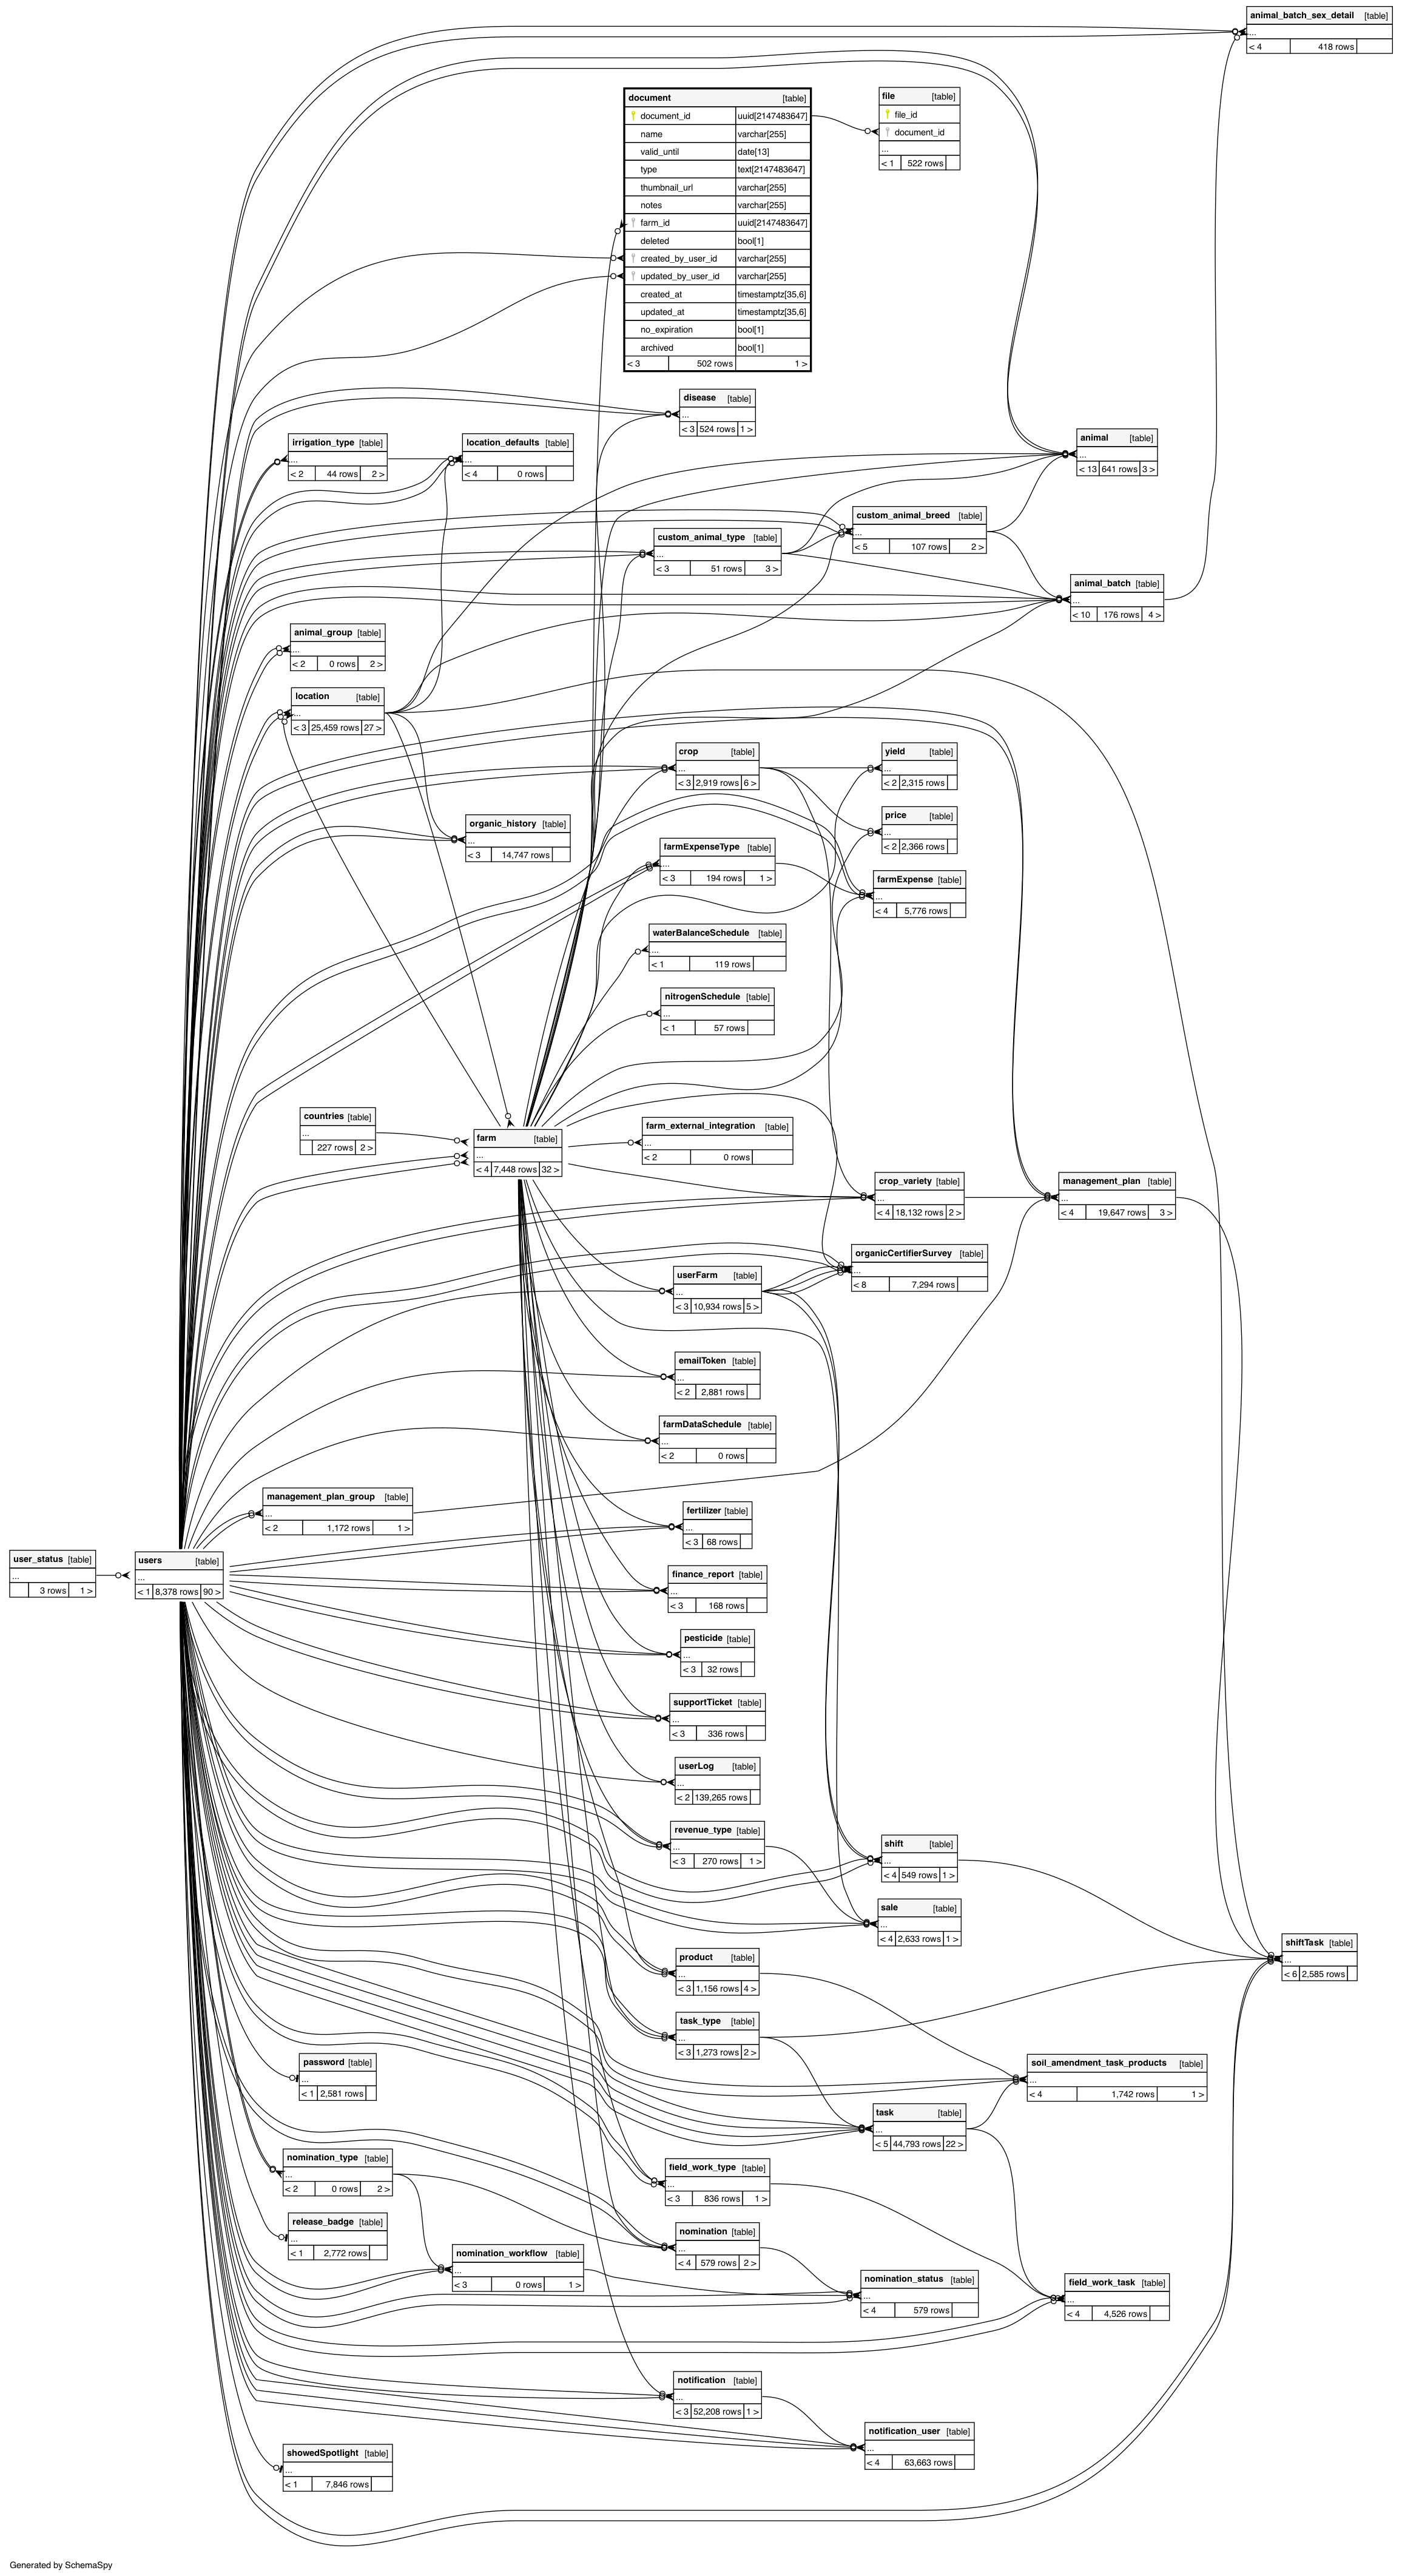 animal_batch_sex_detail [table]
...
< 4 418 rows
document [table]
document_id uuid[2147483647]
name varchar[255]
valid_until date[13]
type text[2147483647]
thumbnail_url varchar[255]
notes varchar[255]
farm_id uuid[2147483647]
deleted bool[1]
created_by_user_id varchar[255]
updated_by_user_id varchar[255]
created_at timestamptz[35,6]
updated_at timestamptz[35,6]
no_expiration bool[1]
archived bool[1]
< 3 502 rows 1 >
file [table]
file_id
document_id
...
< 1 522 rows
disease [table]
...
< 3 524 rows 1 >
irrigation_type [table]
...
< 2 44 rows 2 >
location_defaults [table]
...
< 4 0 rows
animal [table]
...
< 13 641 rows 3 >
custom_animal_breed [table]
...
< 5 107 rows 2 >
custom_animal_type [table]
...
< 3 51 rows 3 >
animal_batch [table]
...
< 10 176 rows 4 >
animal_group [table]
...
< 2 0 rows 2 >
location [table]
...
< 3 25,459 rows 27 >
crop [table]
...
< 3 2,919 rows 6 >
yield [table]
...
< 2 2,315 rows
organic_history [table]
...
< 3 14,747 rows
price [table]
...
< 2 2,366 rows
farmExpenseType [table]
...
< 3 194 rows 1 >
farmExpense [table]
...
< 4 5,776 rows
waterBalanceSchedule [table]
...
< 1 119 rows
nitrogenSchedule [table]
...
< 1 57 rows
countries [table]
...
227 rows 2 >
farm [table]
...
< 4 7,448 rows 32 >
farm_external_integration [table]
...
< 2 0 rows
crop_variety [table]
...
< 4 18,132 rows 2 >
management_plan [table]
...
< 4 19,647 rows 3 >
organicCertifierSurvey [table]
...
< 8 7,294 rows
userFarm [table]
...
< 3 10,934 rows 5 >
emailToken [table]
...
< 2 2,881 rows
farmDataSchedule [table]
...
< 2 0 rows
management_plan_group [table]
...
< 2 1,172 rows 1 >
fertilizer [table]
...
< 3 68 rows
user_status [table]
...
3 rows 1 >
users [table]
...
< 1 8,378 rows 90 >
finance_report [table]
...
< 3 168 rows
pesticide [table]
...
< 3 32 rows
supportTicket [table]
...
< 3 336 rows
userLog [table]
...
< 2 139,265 rows
revenue_type [table]
...
< 3 270 rows 1 >
shift [table]
...
< 4 549 rows 1 >
sale [table]
...
< 4 2,633 rows 1 >
shiftTask [table]
...
< 6 2,585 rows
product [table]
...
< 3 1,156 rows 4 >
task_type [table]
...
< 3 1,273 rows 2 >
password [table]
...
< 1 2,581 rows
soil_amendment_task_products [table]
...
< 4 1,742 rows 1 >
task [table]
...
< 5 44,793 rows 22 >
nomination_type [table]
...
< 2 0 rows 2 >
field_work_type [table]
...
< 3 836 rows 1 >
release_badge [table]
...
< 1 2,772 rows
nomination [table]
...
< 4 579 rows 2 >
nomination_workflow [table]
...
< 3 0 rows 1 >
nomination_status [table]
...
< 4 579 rows
field_work_task [table]
...
< 4 4,526 rows
notification [table]
...
< 3 52,208 rows 1 >
notification_user [table]
...
< 4 63,663 rows
showedSpotlight [table]
...
< 1 7,846 rows
Generated by SchemaSpy